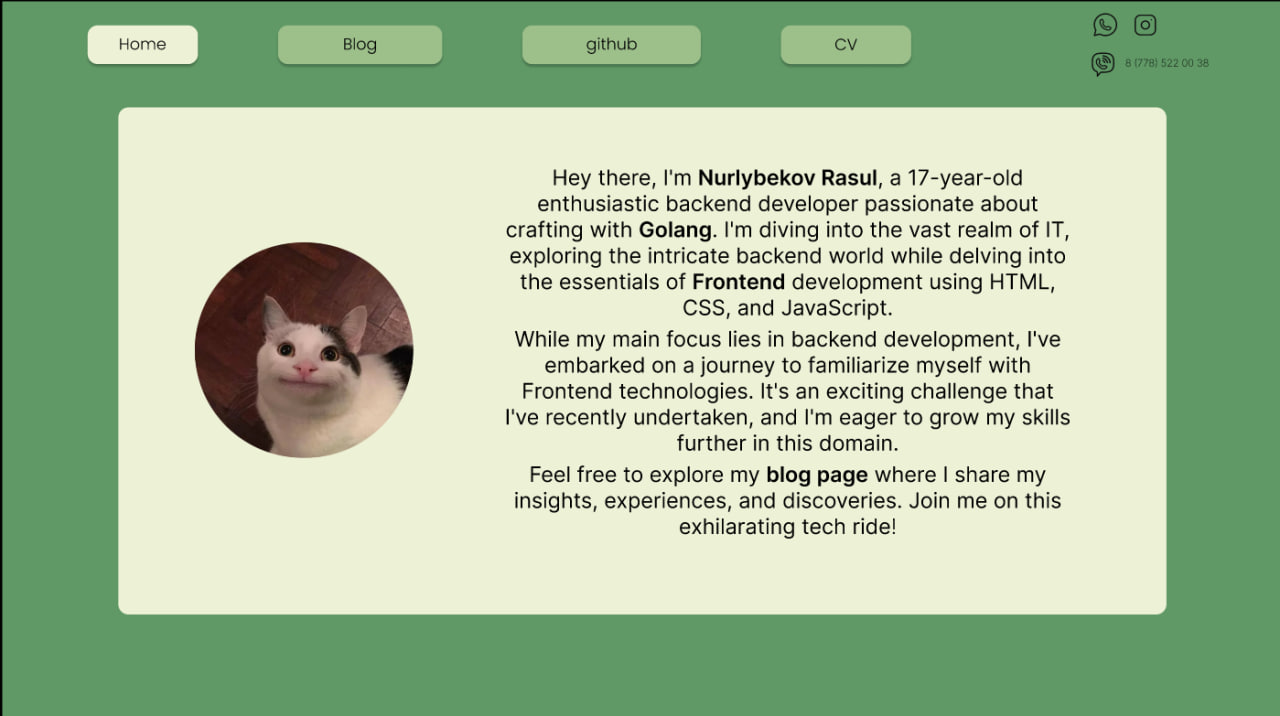 Home
Blog
github
CV
8 (778) 522 00 38
Hey there, I'm Nurlybekov Rasul, a 17-year-old
enthusiastic backend developer passionate about
crafting with Golang. I'm diving into the vast realm of IT,
exploring the intricate backend world while delving into
the essentials of Frontend development using HTML,
CSS, and JavaScript.
While my main focus lies in backend development, I've
embarked on a journey to familiarize myself with
Frontend technologies. It's an exciting challenge that
I've recently undertaken, and I'm eager to grow my skills
further in this domain.
Feel free to explore my blog page where I share my
insights, experiences, and discoveries. Join me on this
exhilarating tech ride!